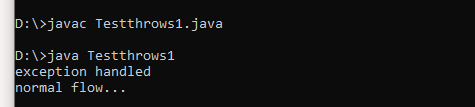 D:\>javac Testthrows1.java
D:\>java Testthrows1
exception handled
normal flow...